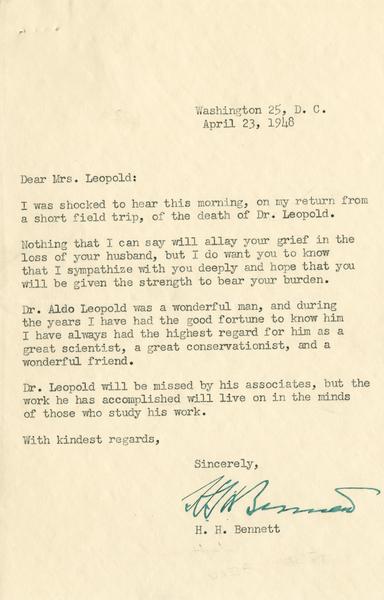 Washington 25, D. C.
April 23, 1948
Dear Mrs. Leopold:
I was shocked to hear this morning, on my return from
a short field trip, of the death of Dr. Leopold.
Nothing that I can say will allay your grief in the
loss of your husband, but I do want you to know
that I sympathize with you deeply and hope that you
will be given the strength to bear your burden.
Dr. Aldo Leopold was a wonderful man, and during
the years I have had the good fortune to know him
I have always had the highest regard for him as a
great scientist, a great conservationist, and a
wonderful friend.
Dr. Leopold will be missed by his associates, but the
work he has accomplished will live on in the minds
of those who study his work.
With kindest regards,
Sincerely,
H H Bennett
H. H. Bennett